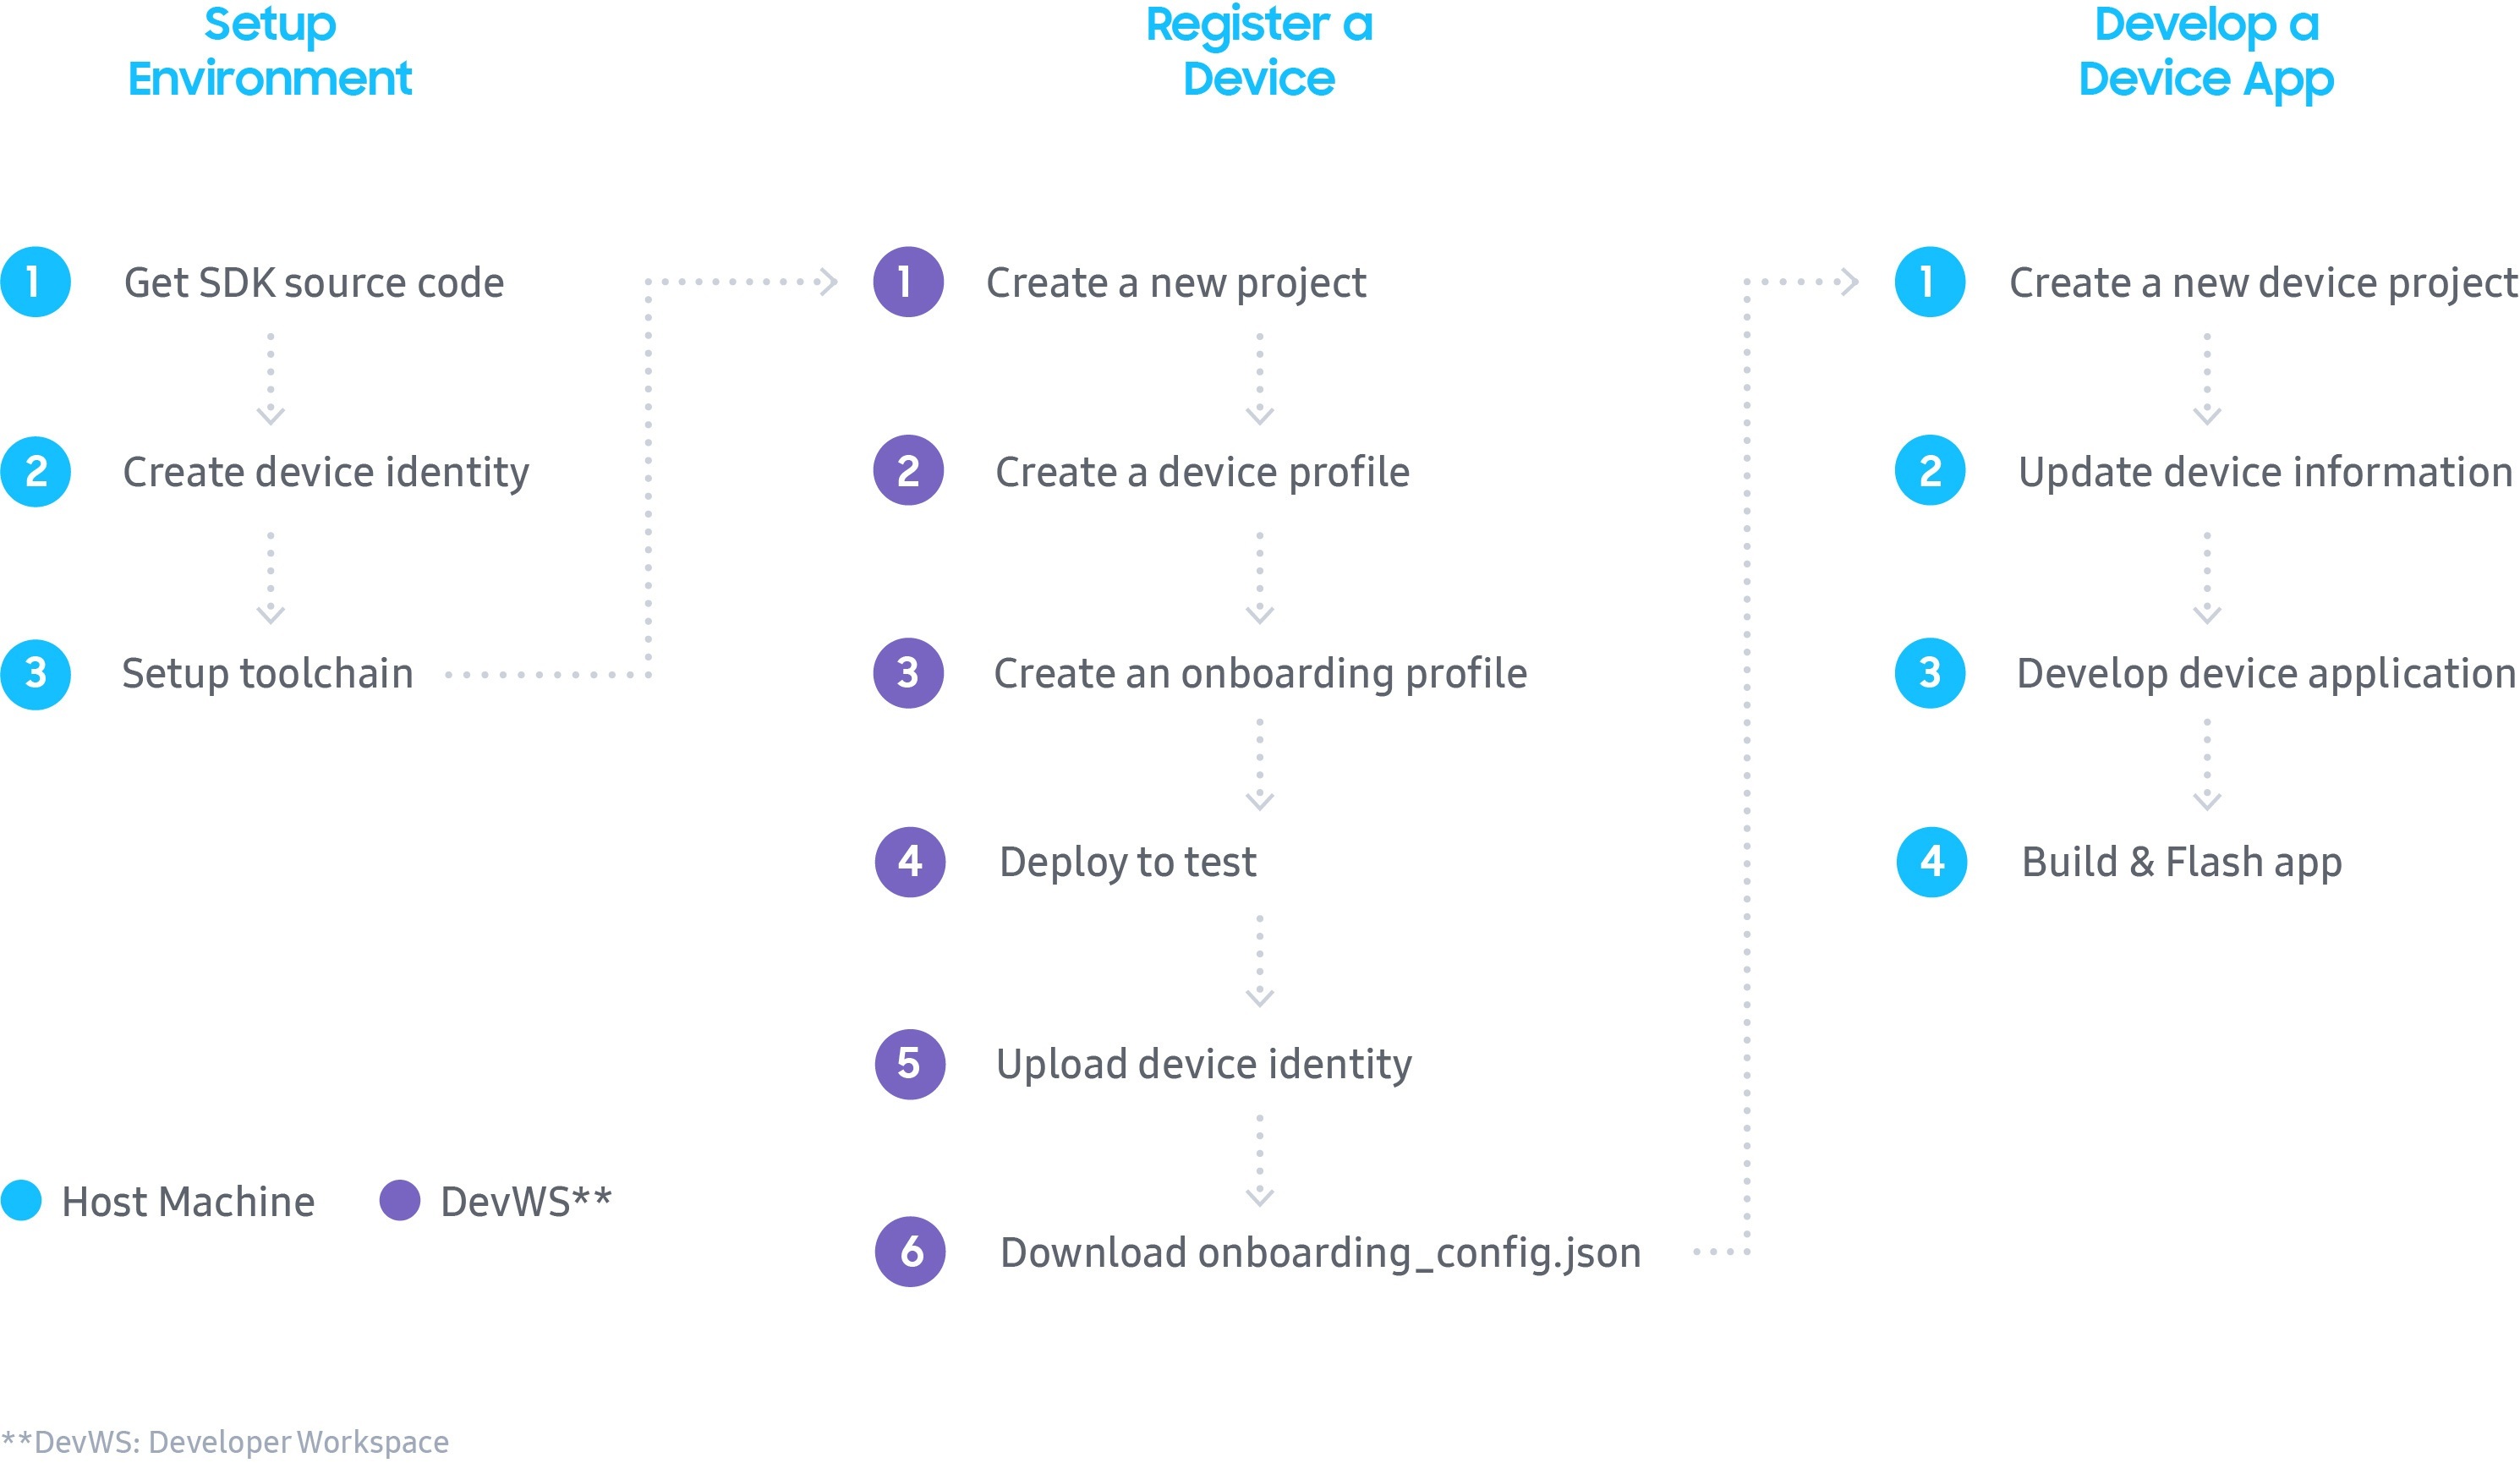 Setup
Environment
1 Get SDK source code
2 Create device identity
3 Setup toolchain
Register a
Device
1 Create a new project
2 Create a device profile
3 Create an onboarding profile
4 Deploy to test
5 Upload device identity
6 Download onboarding_config.json
Develop a
Device App
1 Create a new device project
2 Update device information
3 Develop device application
4 Build & Flash app
Host Machine
DevWS**
**DevWS: Developer Workspace